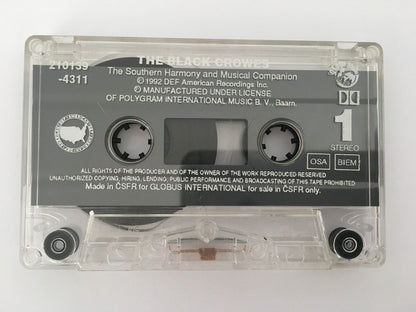 210139
-4311
THE BLACK CROWES
The Southern Harmony and Musical Companion
©1992 DEF American Recordings Inc.
℗ MANUFACTURED UNDER LICENSE
OF POLYGRAM INTERNATIONAL MUSIC B.V., Baarn,
1
STEREO
OSA
BIEM
ALL RIGHTS OF THE PRODUCER AND OF THE OWNER OF THE WORK REPRODUCED RESERVED
UNAUTHORIZED COPYING, HIRING, LENDING, PUBLIC PERFORMANCE AND BROADCASTING OF THIS TAPE PROHIBITED
Made in ČSFR for GLOBUS INTERNATIONAL for sale in ČSFR only.